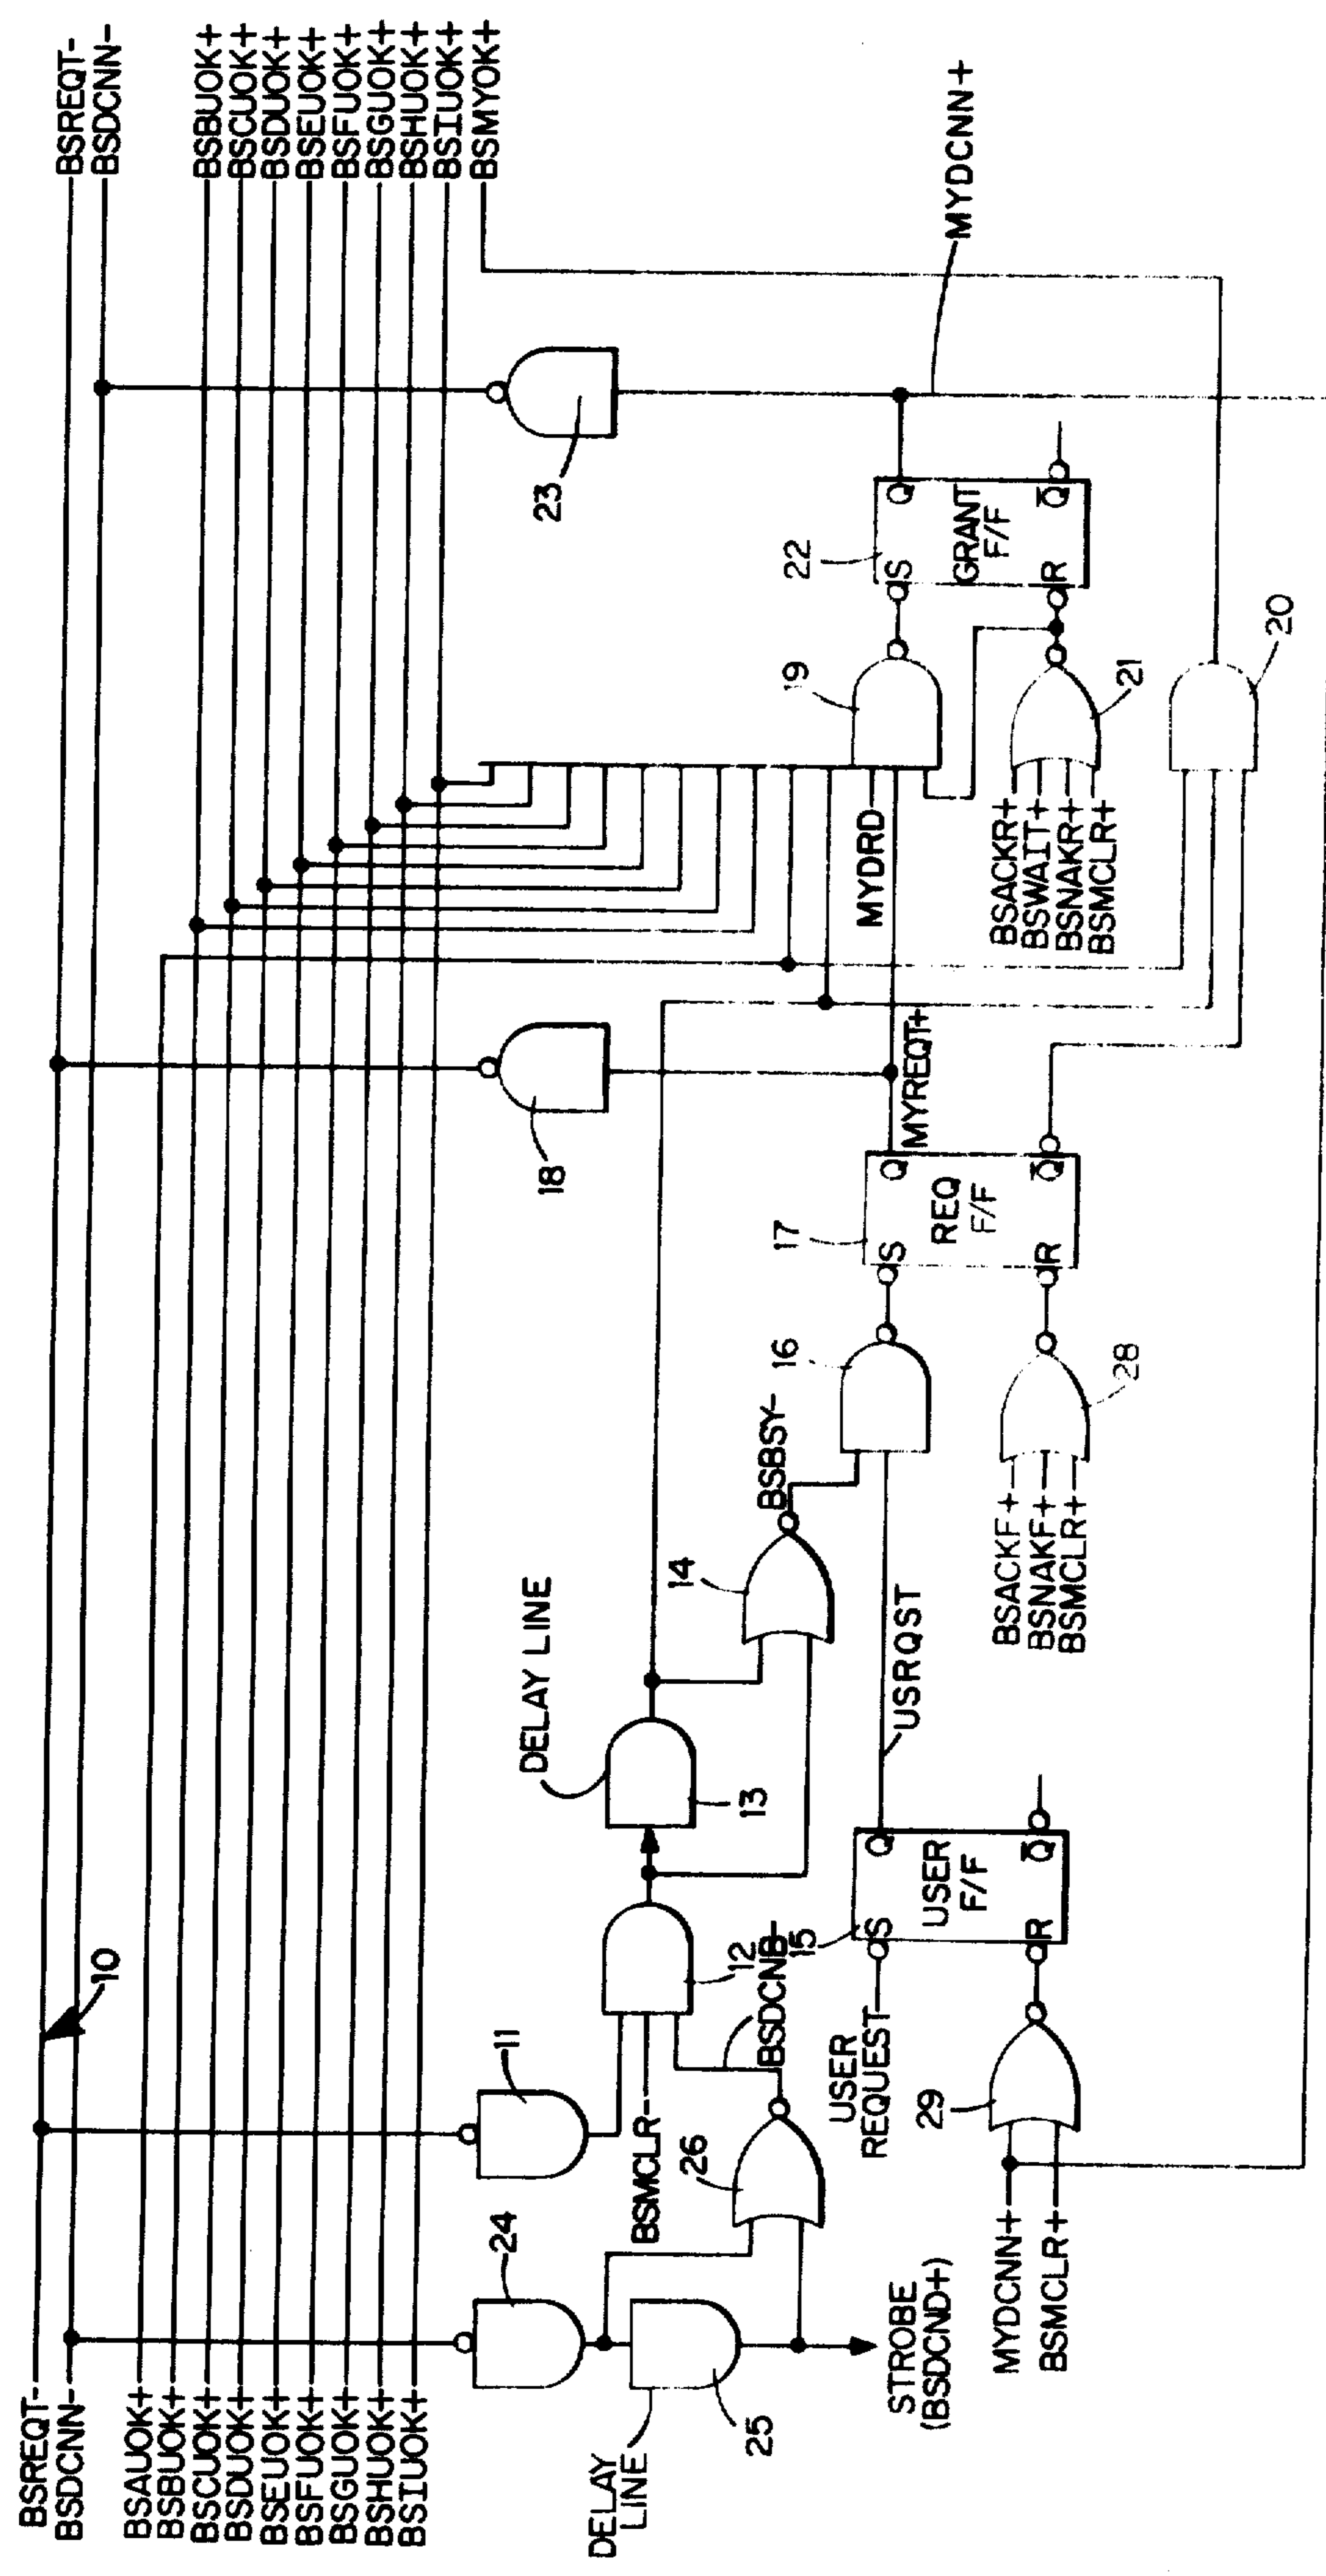 BSREQT-
BSDCNN-
BSAUOK+
BSBUOK+
BSCUOK+
BSDUOK+
BSEUOK+
BSFUOK+
BSGUOK+
BSHUOK+
BSIUOK+
BSREQT-
BSDCNN-
BSBUOK+
BSCUOK+
BSDUOK+
BSEUOK+
BSFUOK+
BSGUOK+
BSHUOK+
BSIUOK+
BSMYOK+
10
11
24
DELAY
LINE
25
STROBE
(BSDCND+)
BSMCLR-
26
12
BSDCNB-
DELAY LINE
13
14
BSBSY-
USER
REQUEST
15
S
Q
USER
F/F
R
Q
29
MYDCNN+
BSMCLR+
USRQST
16
17
S
Q
REQ
F/F
R
Q
28
BSACKF+
BSNAKF+
BSMCLR+
MYREQT+
18
MYDRD
19
BSACKR+
BSWAIT+
BSNAKR+
BSMCLR+
21
20
22
S
Q
GRANT
F/F
R
Q
23
MYDCNN+